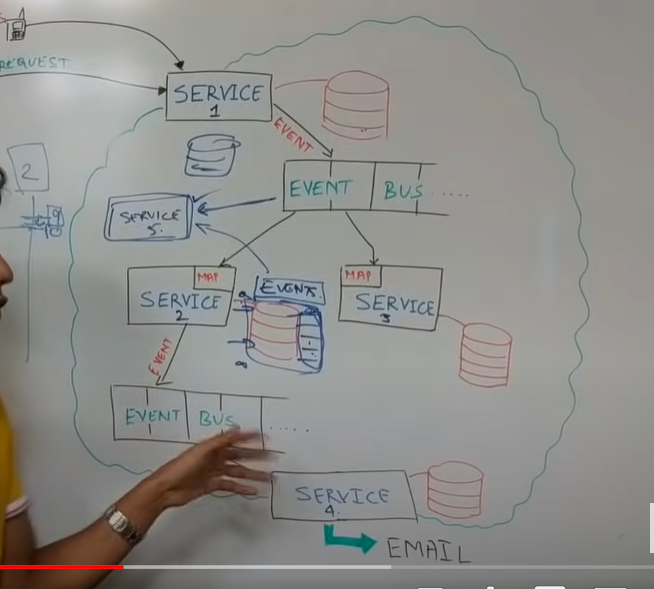 REQUEST
SERVICE
1
EVENT
EVENT BUS .....
2
SERVICE
5.
MAP
SERVICE
2
MAP
SERVICE
3
EVENT
EVENT BUS .....
SERVICE
4.
EMAIL